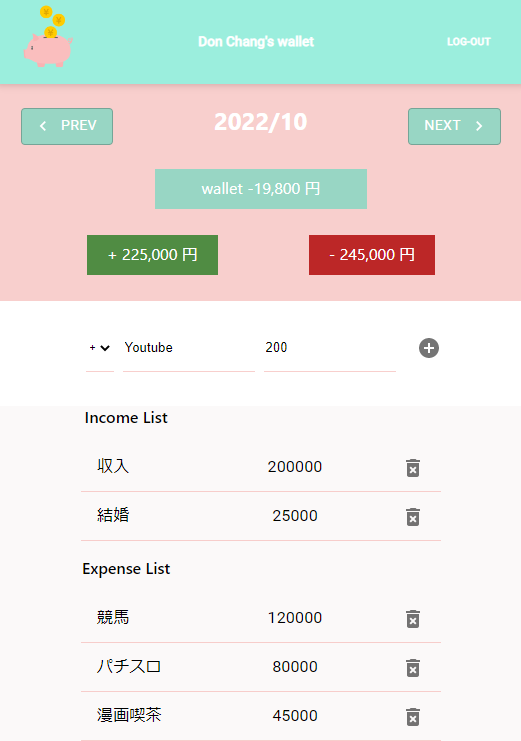 Don Chang's wallet LOG-OUT
PREV 2022/10 NEXT
wallet -19,800 円
+ 225,000 円 - 245,000 円
+ Youtube 200
Income List
収入 200000
結婚 25000
Expense List
競馬 120000
パチスロ 80000
漫画喫茶 45000